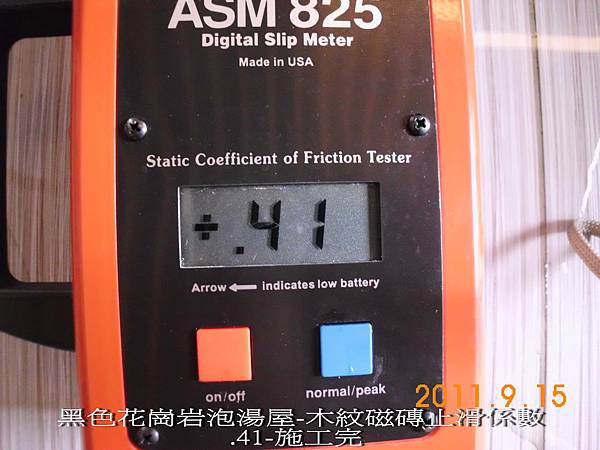 ASM 825
Digital Slip Meter
Made in USA
Static Coefficient of Friction Tester
+.41
Arrow ← indicates low battery
on/off normal/peak
2011.9.15
黑色花崗岩泡湯屋-木紋磁磚止滑係數
.41-施工完